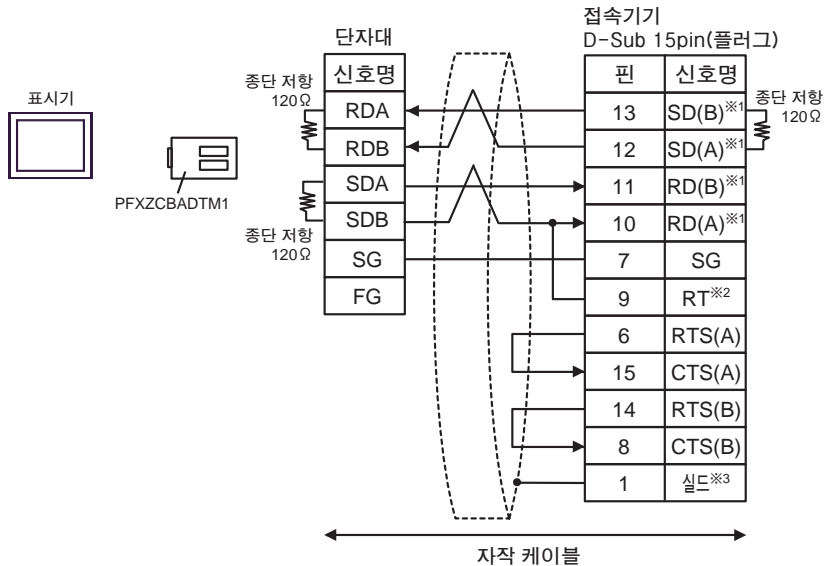 접속기기
단자대
D-Sub 15pin(플러그)
신호명
핀
신호명
표시기
종단 저항
120Ω
RDA
13
SD(B)※1
종단 저항
120Ω
RDB
12
SD(A)※1
SDA
11
RD(B)※1
PFXZCBADTM1
SDB
10
RD(A)※1
종단 저항
120Ω
SG
7
SG
FG
9
RT※2
6
RTS(A)
15
CTS(A)
14
RTS(B)
8
CTS(B)
1
실드※3
자작 케이블